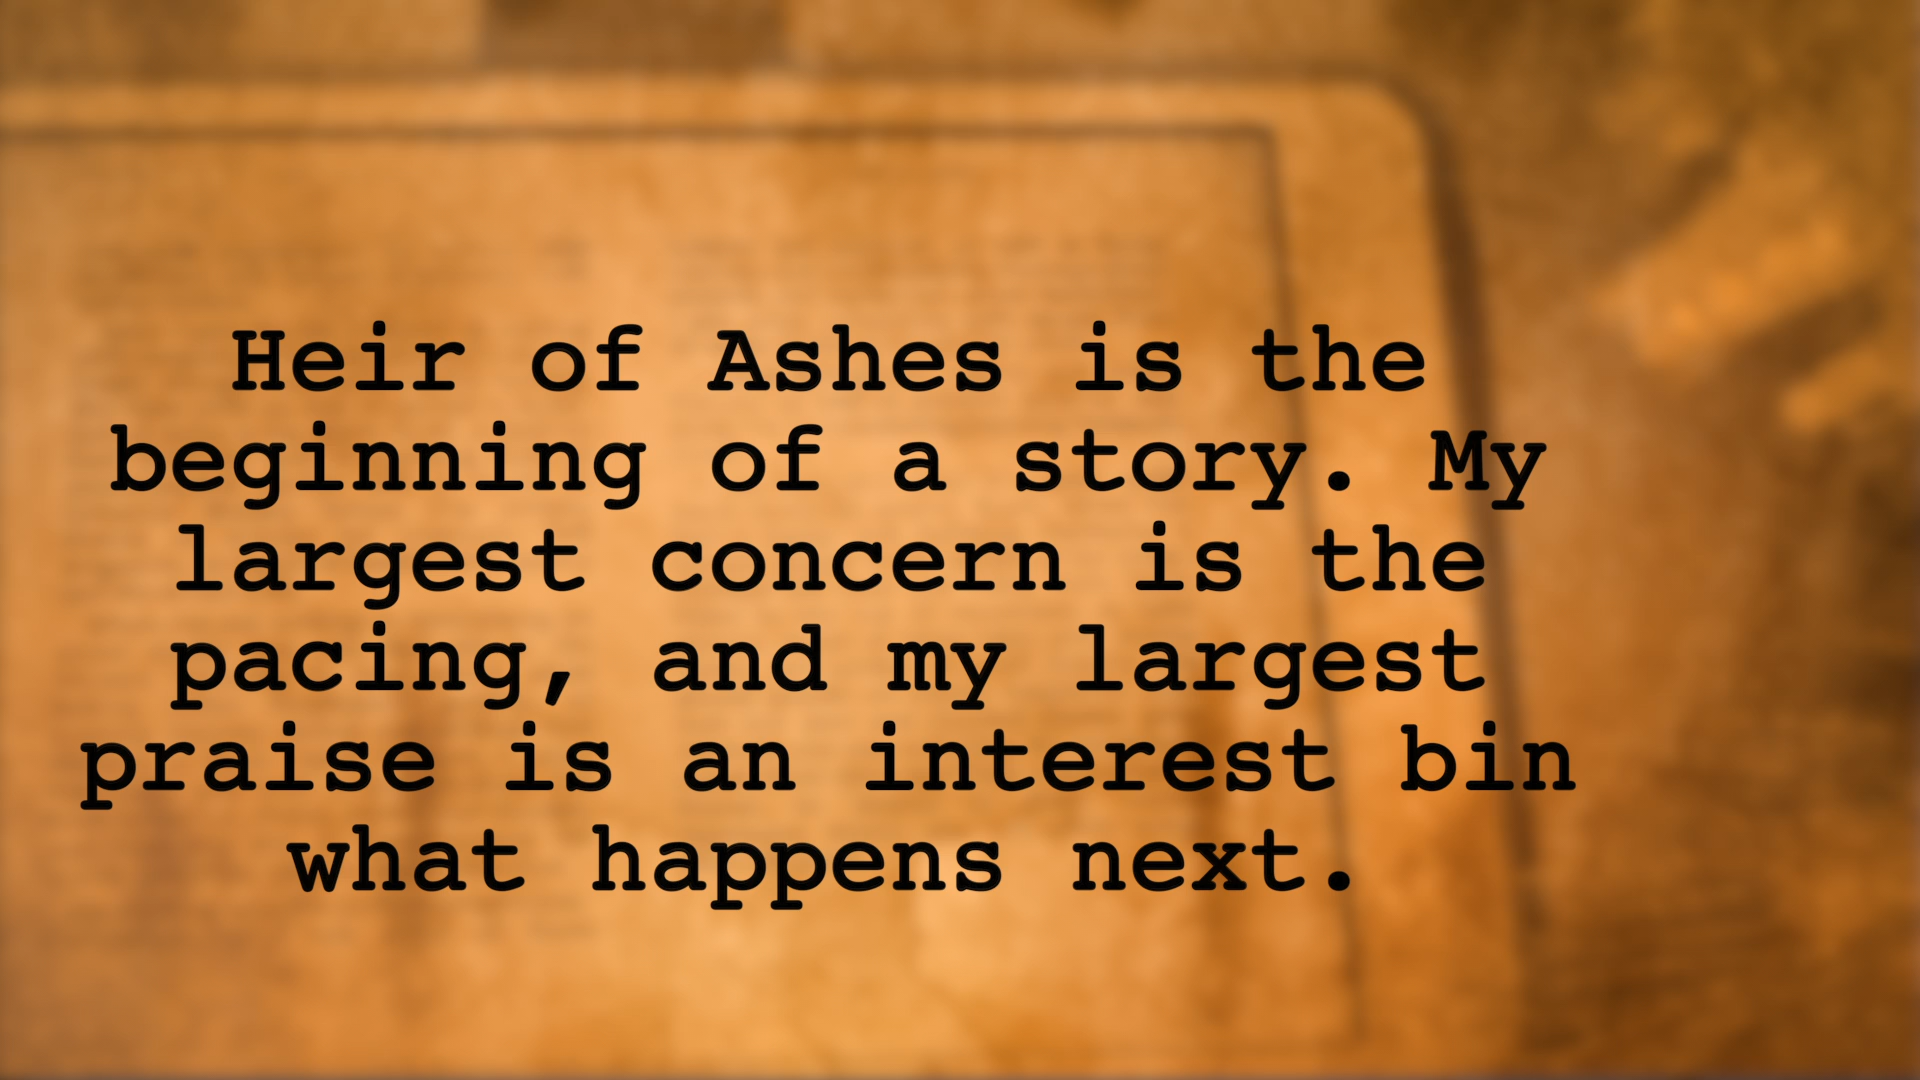 Heir of Ashes is the
beginning of a story. My
largest concern is the
pacing, and my largest
praise is an interest bin
what happens next.